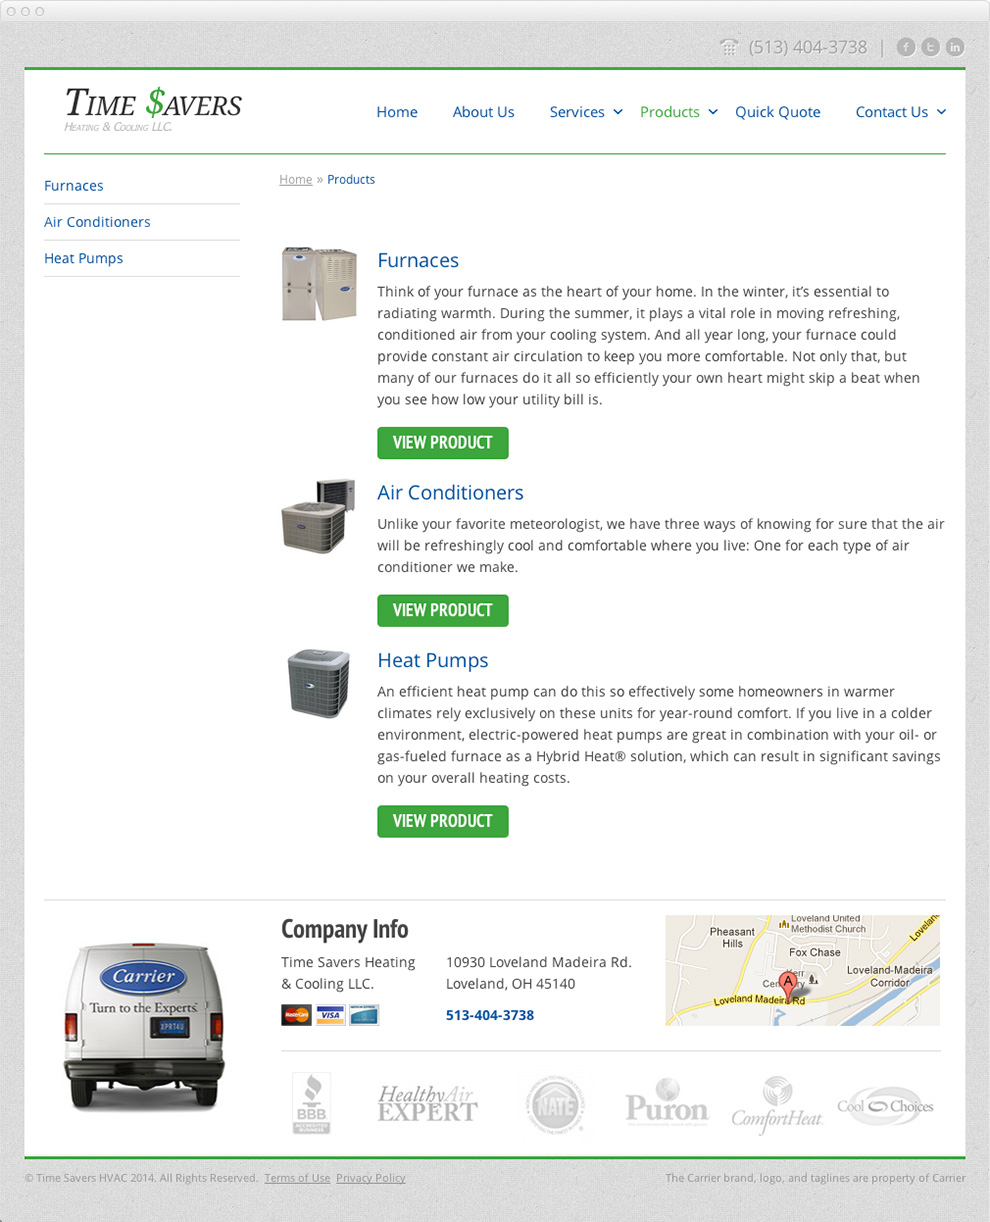 (513) 404-3738 |
TIME $AVERS
HEATING & COOLING LLC.
Home About Us Services Products Quick Quote Contact Us
Furnaces
Air Conditioners
Heat Pumps
Home » Products
Furnaces
Think of your furnace as the heart of your home. In the winter, it’s essential to
radiating warmth. During the summer, it plays a vital role in moving refreshing,
conditioned air from your cooling system. And all year long, your furnace could
provide constant air circulation to keep you more comfortable. Not only that, but
many of our furnaces do it all so efficiently your own heart might skip a beat when
you see how low your utility bill is.
VIEW PRODUCT
Air Conditioners
Unlike your favorite meteorologist, we have three ways of knowing for sure that the air
will be refreshingly cool and comfortable where you live: One for each type of air
conditioner we make.
VIEW PRODUCT
Heat Pumps
An efficient heat pump can do this so effectively some homeowners in warmer
climates rely exclusively on these units for year-round comfort. If you live in a colder
environment, electric-powered heat pumps are great in combination with your oil- or
gas-fueled furnace as a Hybrid Heat® solution, which can result in significant savings
on your overall heating costs.
VIEW PRODUCT
Carrier
Turn to the Experts
XPRT4U
Company Info
Time Savers Heating
& Cooling LLC.
MasterCard VISA
10930 Loveland Madeira Rd.
Loveland, OH 45140
513-404-3738
Loveland United
Methodist Church
Pheasant
Hills
Fox Chase
Kerr
Loveland-Madeira
Corridor
A
Loveland Madeira Rd
BBB
ACCREDITED
BUSINESS
HealthyAir
EXPERT
NATE
Puron
ComfortHeat
Cool Choices
© Time Savers HVAC 2014. All Rights Reserved. Terms of Use Privacy Policy
The Carrier brand, logo, and taglines are property of Carrier